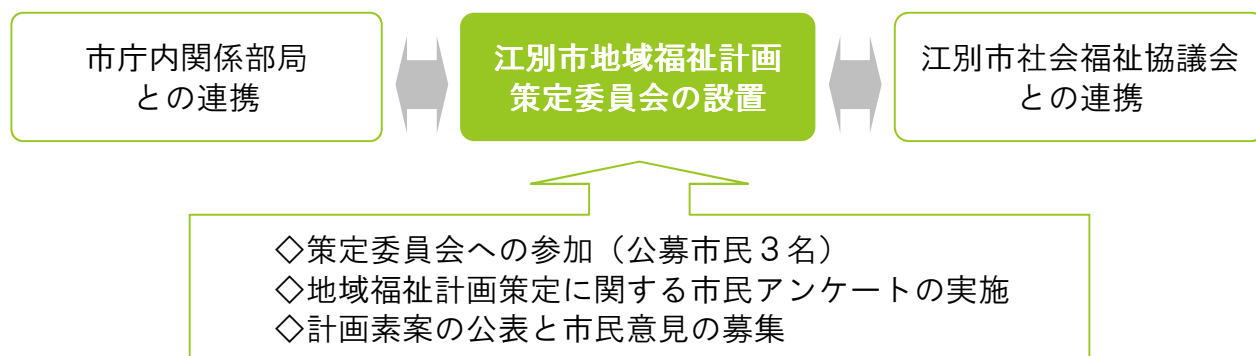 市庁内関係部局
との連携
江別市地域福祉計画
策定委員会の設置
江別市社会福祉協議会
との連携
◇策定委員会への参加（公募市民３名）
◇地域福祉計画策定に関する市民アンケートの実施
◇計画素案の公表と市民意見の募集